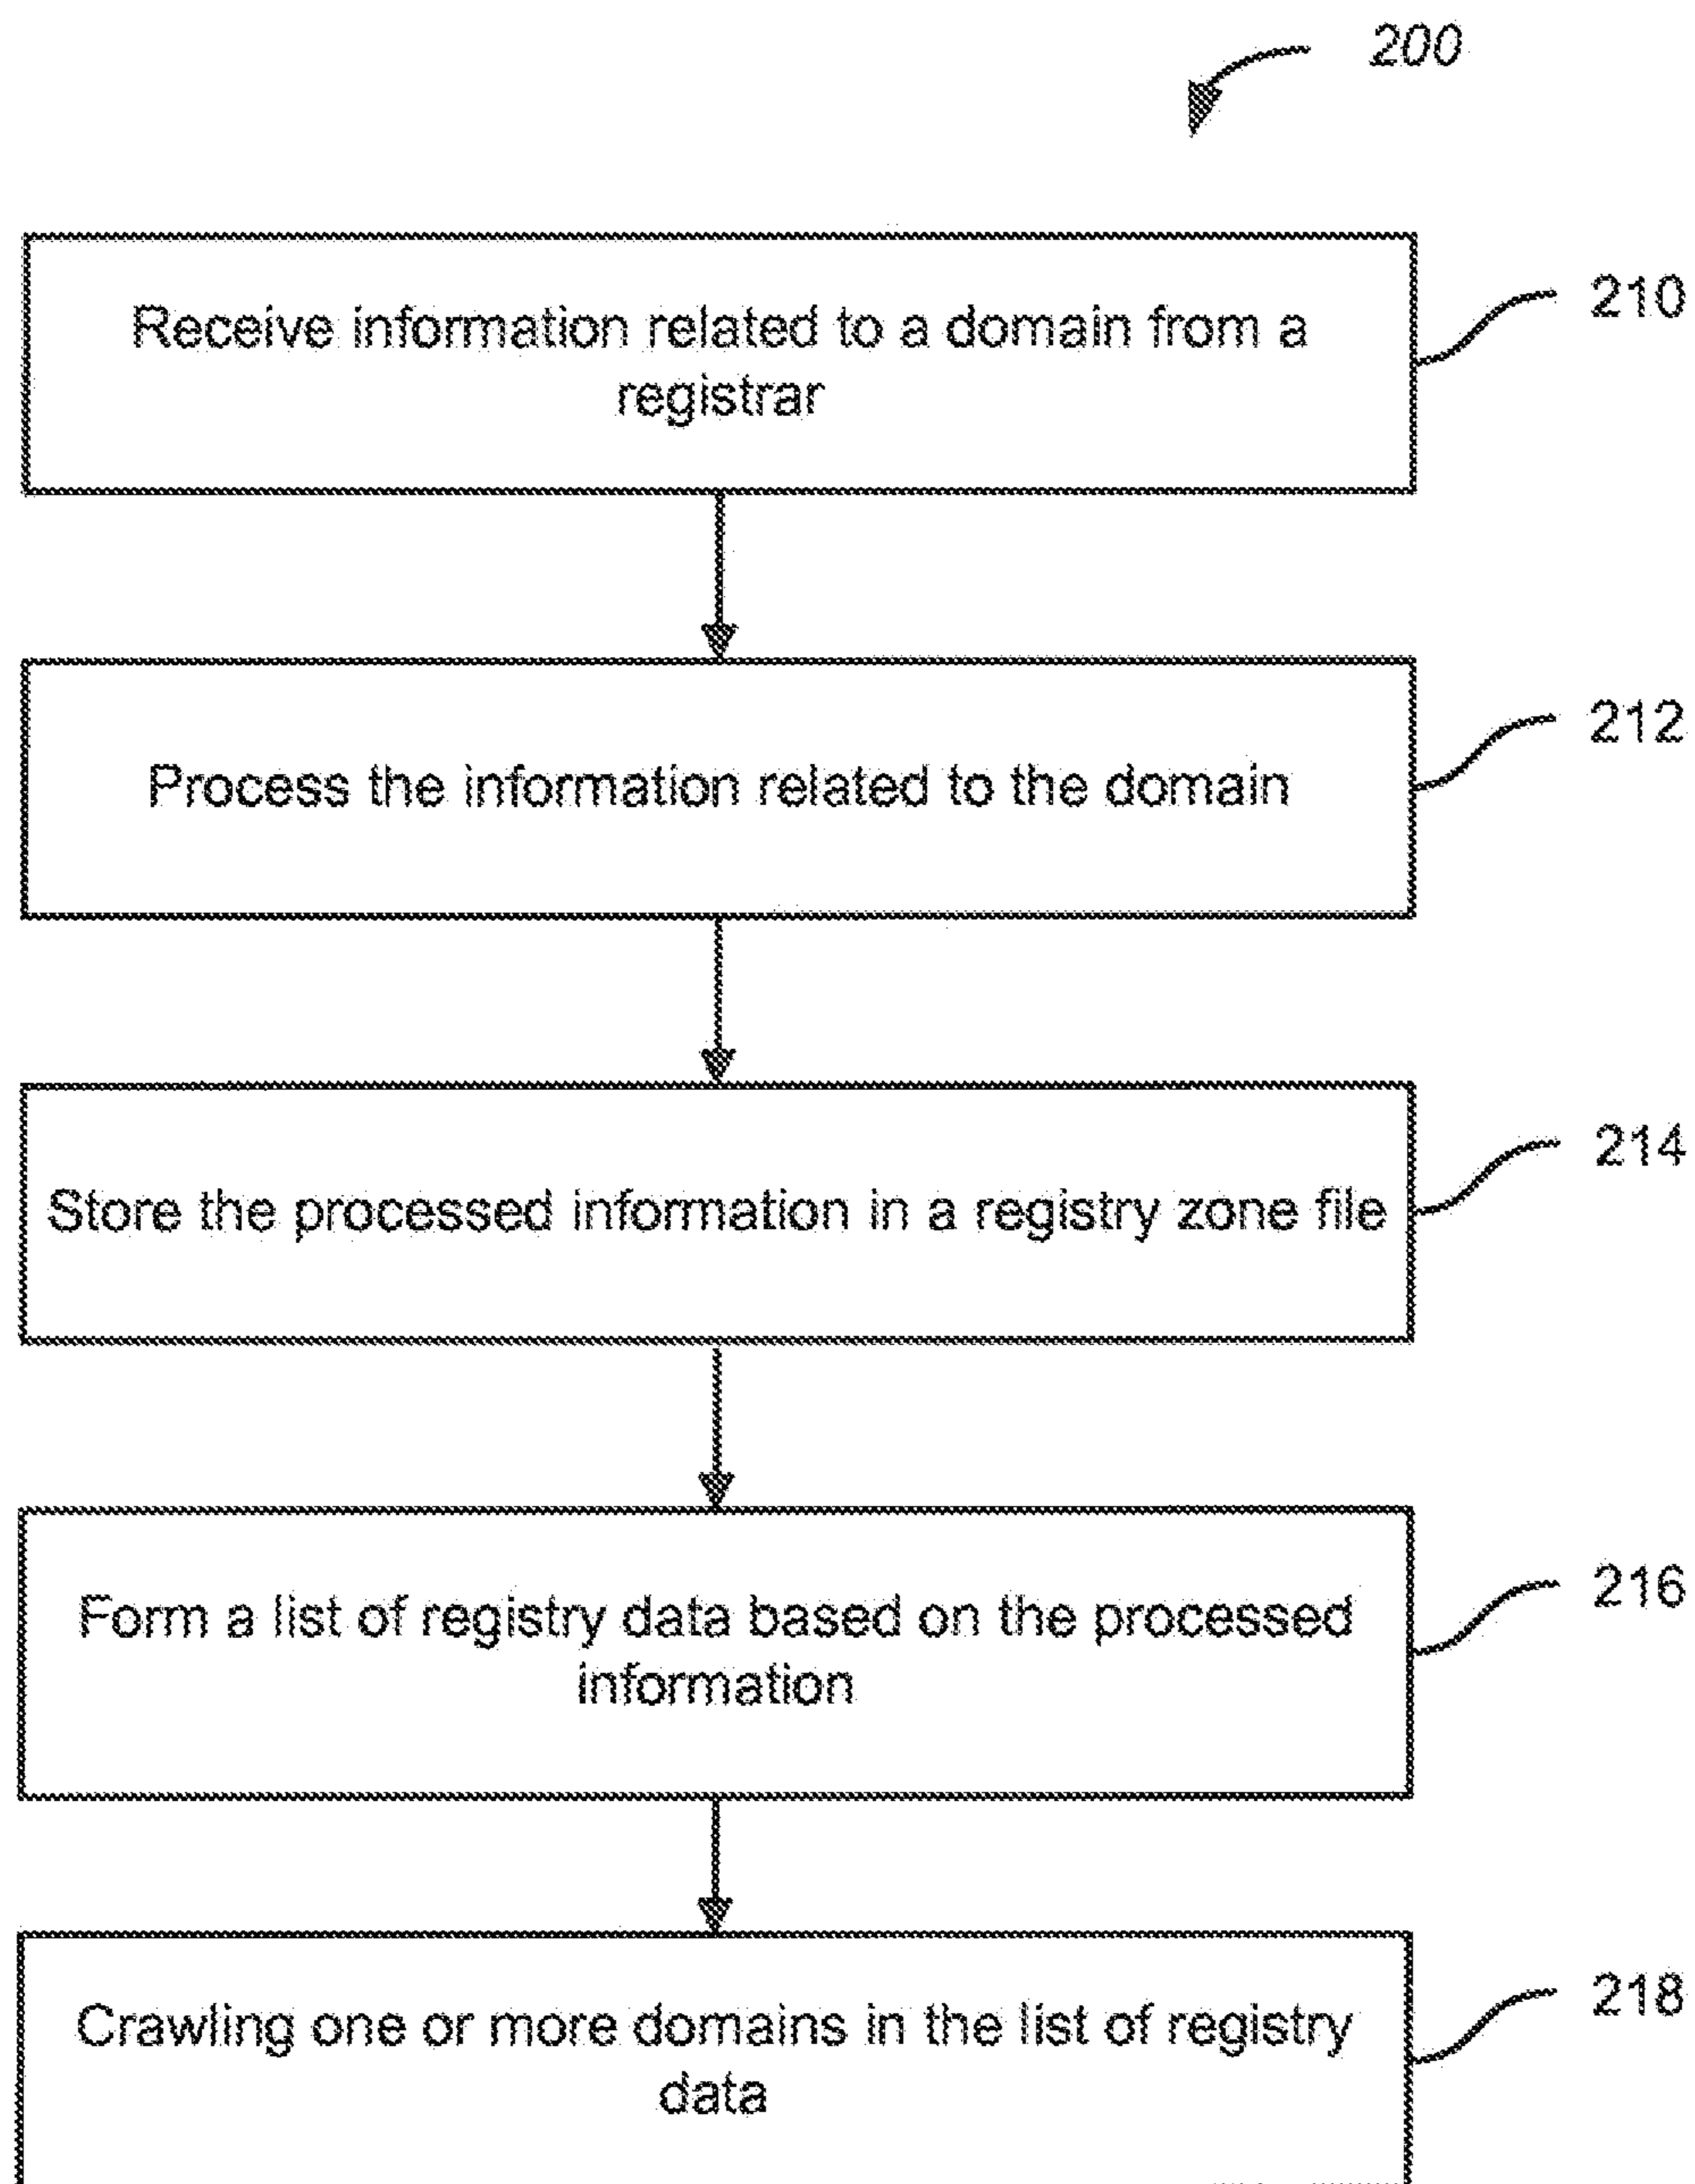 200
Receive information related to a domain from a
registrar
210
Process the information related to the domain
212
Store the processed information in a registry zone file
214
Form a list of registry data based on the processed
information
216
Crawling one or more domains in the list of registry
data
218